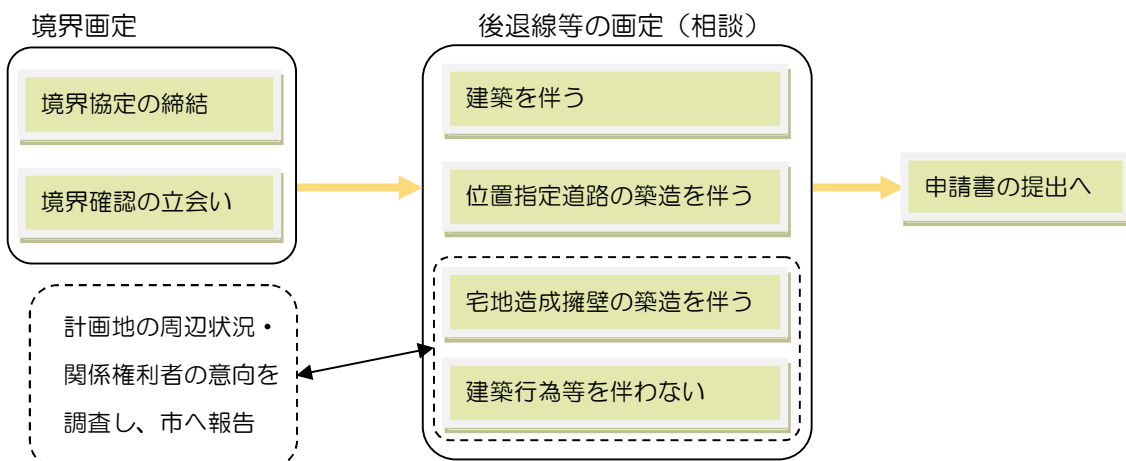 境界画定
境界協定の締結
境界確認の立会い
計画地の周辺状況・
関係権利者の意向を
調査し、市へ報告
後退線等の画定（相談）
建築を伴う
位置指定道路の築造を伴う
宅地造成擁壁の築造を伴う
建築行為等を伴わない
申請書の提出へ